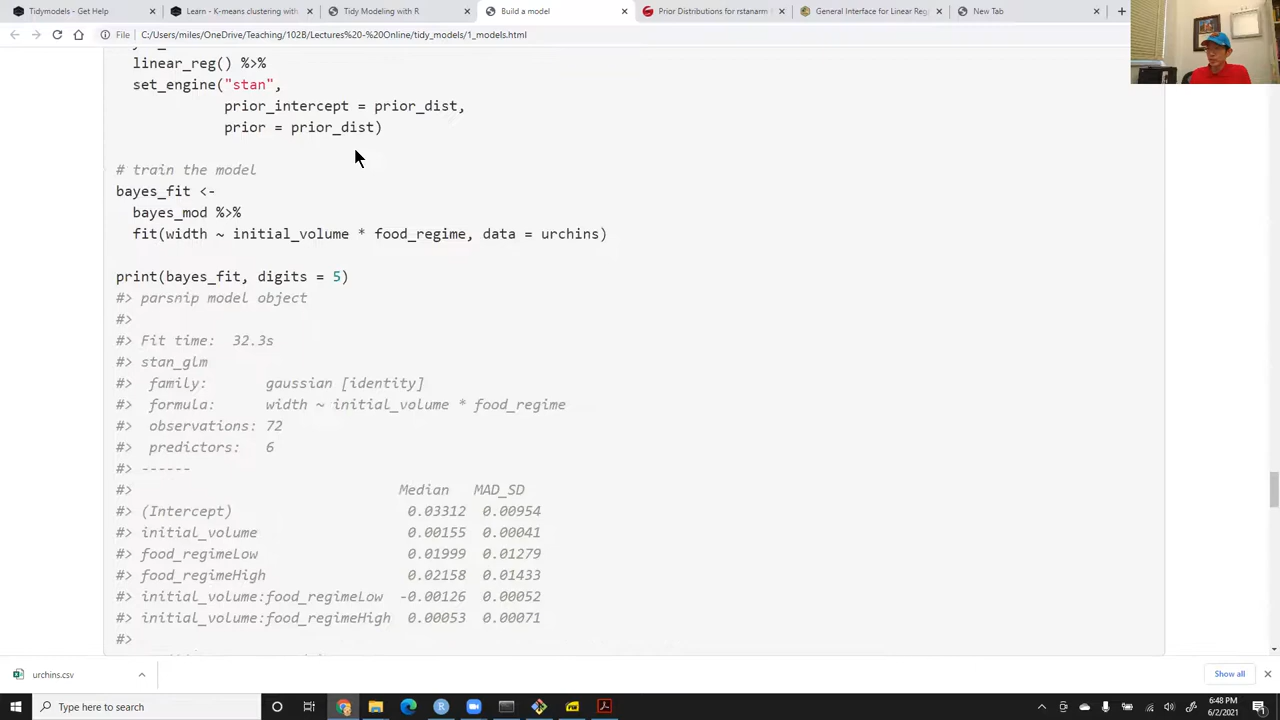 Tidymodels - Get
Learn - K-means clustering with
Tidy Modeling with R
Build a model
Prior Distributions for rstanarm
General Interface for Linear Reg
New Tab
File
C:/Users/miles/OneDrive/Teaching/102B/Lectures%20-%20Online/tidy_models/1_models.html
linear_reg() %>%
set_engine("stan",
prior_intercept = prior_dist,
prior = prior_dist)
# train the model
bayes_fit <-
bayes_mod %>%
fit(width ~ initial_volume * food_regime, data = urchins)
print(bayes_fit, digits = 5)
#> parsnip model object
#>
#> Fit time:  32.3s
#> stan_glm
#>  family:       gaussian [identity]
#>  formula:      width ~ initial_volume * food_regime
#>  observations: 72
#>  predictors:   6
#> ------
#>                                Median   MAD_SD
#> (Intercept)                     0.03312  0.00954
#> initial_volume                  0.00155  0.00041
#> food_regimeLow                  0.01999  0.01279
#> food_regimeHigh                 0.02158  0.01433
#> initial_volume:food_regimeLow  -0.00126  0.00052
#> initial_volume:food_regimeHigh  0.00053  0.00071
#>
urchins.csv
Show all
Type here to search
6:48 PM
6/2/2021